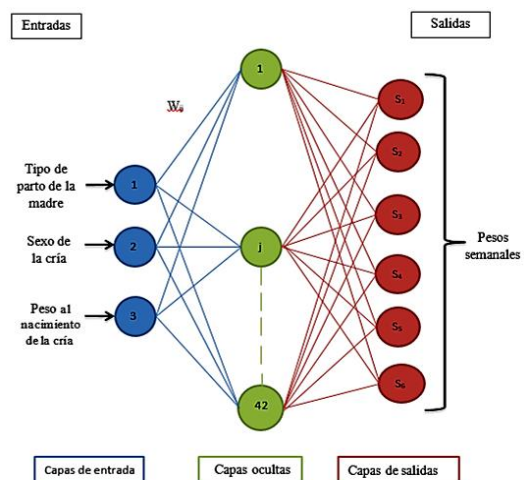 Entradas
Salidas
Tipo de
parto de la
madre
Sexo de
la cría
Peso al
nacimiento
de la cría
1
2
3
1
j
42
S₁
S₂
S₃
S₄
S₅
S₆
Pesos
semanales
Capas de entrada
Capas ocultas
Capas de salidas